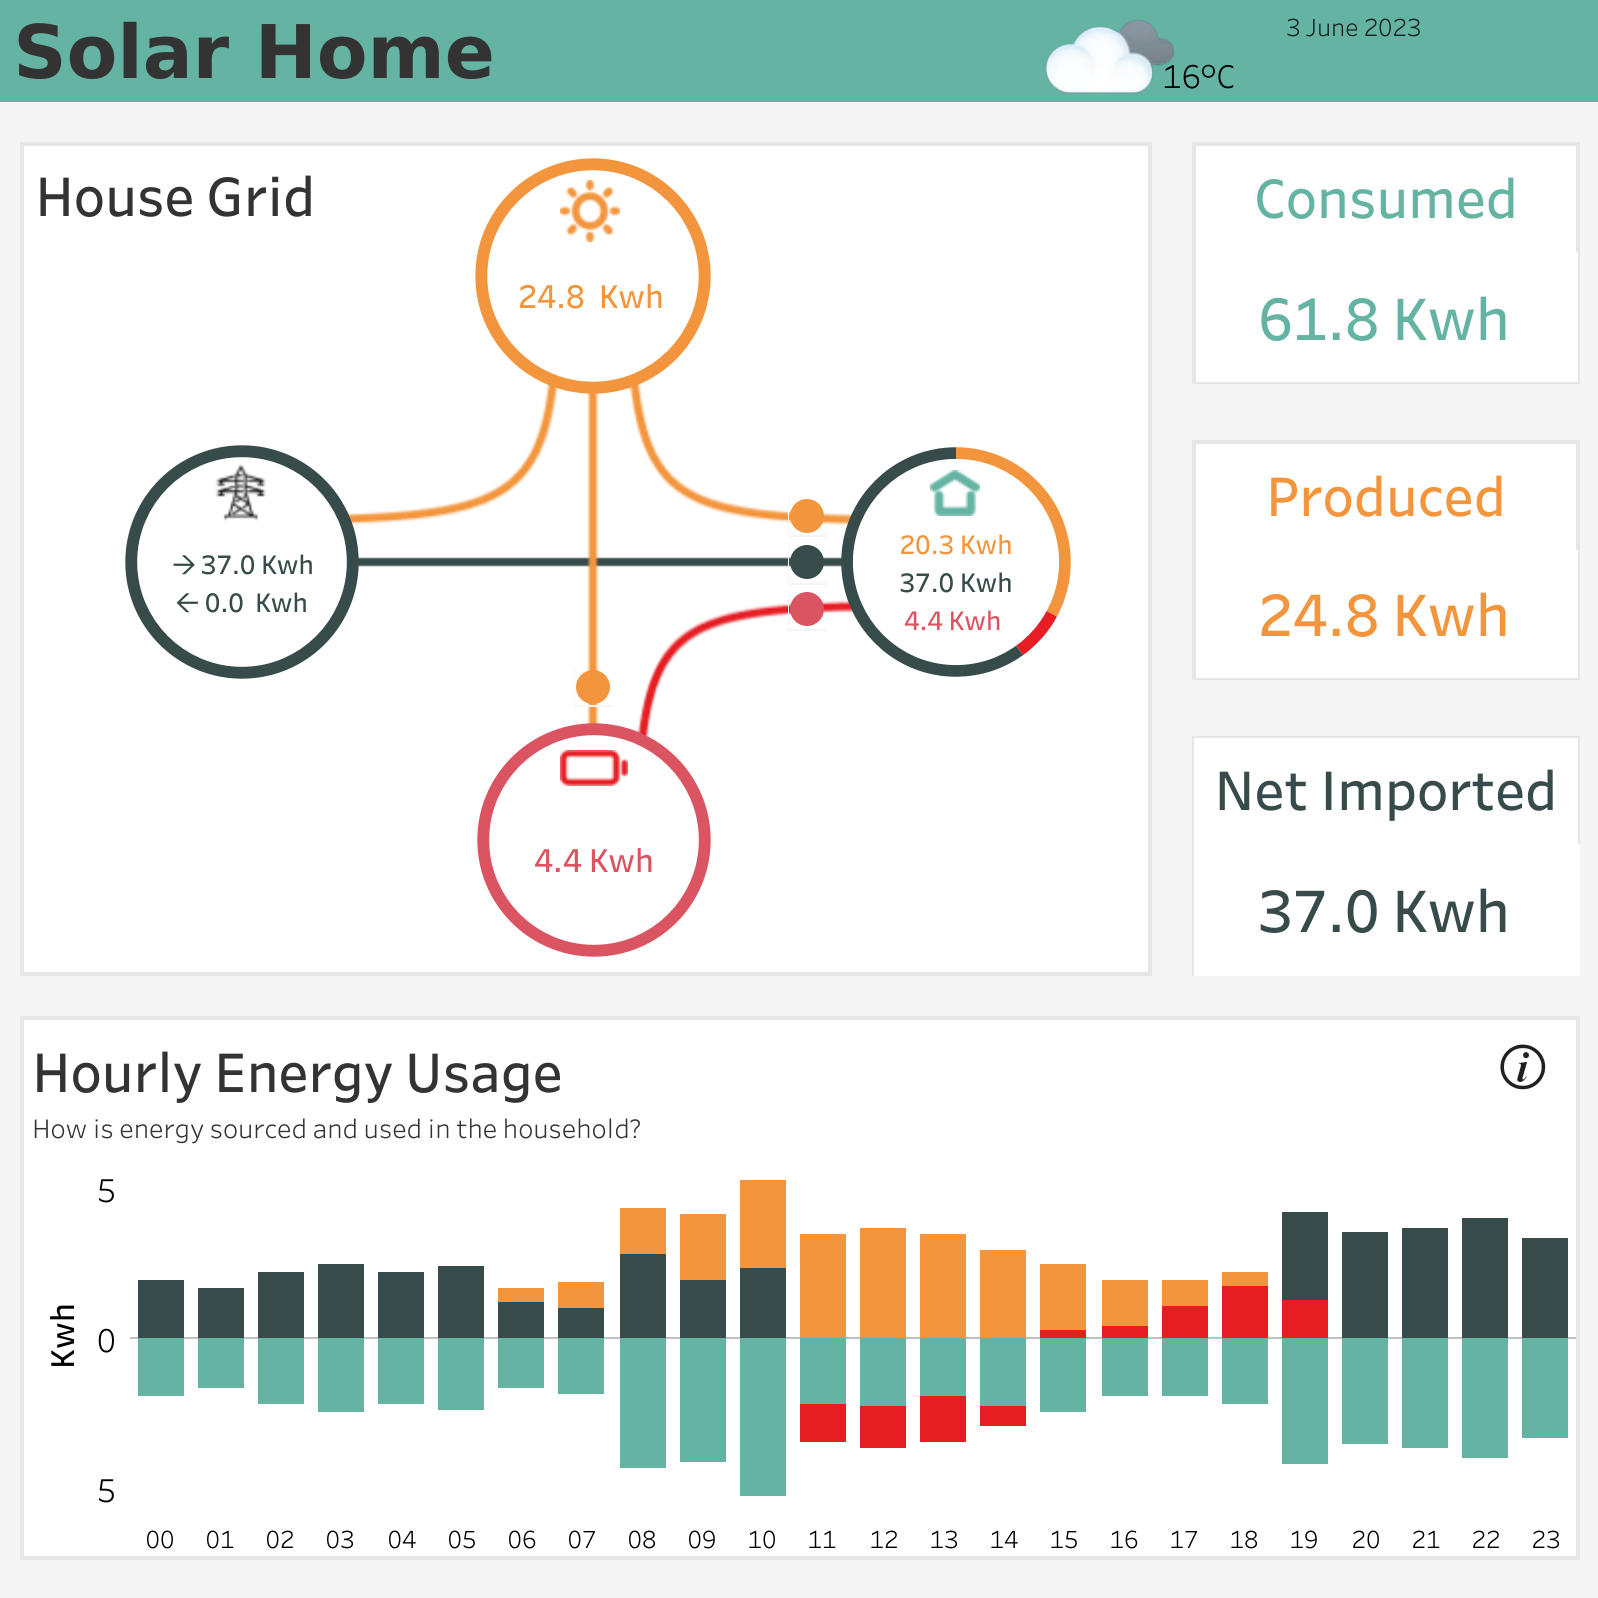 Solar Home
16°C
3 June 2023
House Grid
24.8 Kwh
→ 37.0 Kwh
← 0.0 Kwh
20.3 Kwh
37.0 Kwh
4.4 Kwh
4.4 Kwh
Consumed
61.8 Kwh
Produced
24.8 Kwh
Net Imported
37.0 Kwh
Hourly Energy Usage
i
How is energy sourced and used in the household?
5
0
5
Kwh
00 01 02 03 04 05 06 07 08 09 10 11 12 13 14 15 16 17 18 19 20 21 22 23